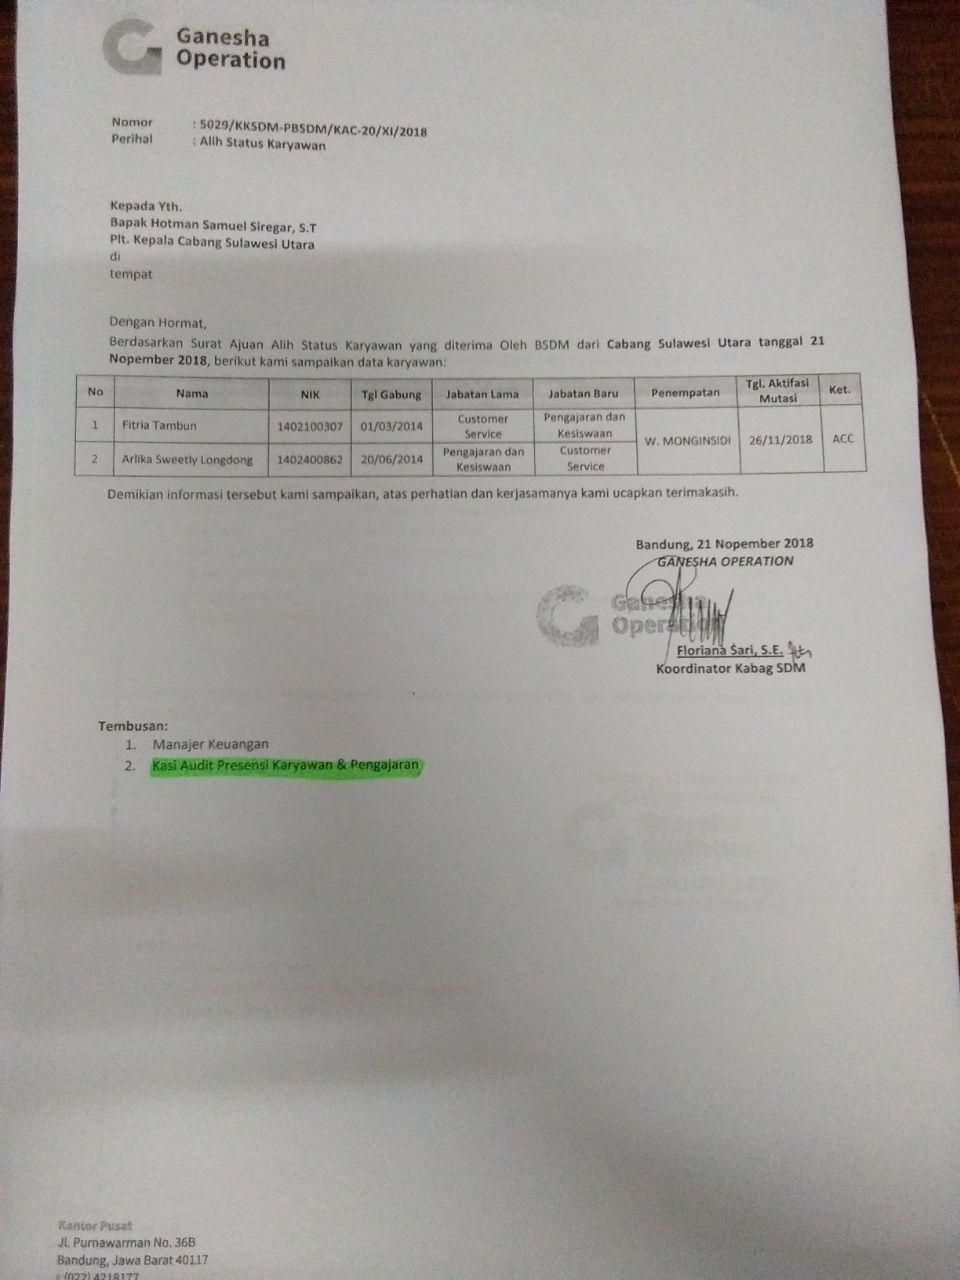 Ganesha
Operation
Nomor : 5029/KKSDM-PBSDM/KAC-20/XI/2018
Perihal : Alih Status Karyawan
Kepada Yth.
Bapak Hotman Samuel Siregar, S.T
Plt. Kepala Cabang Sulawesi Utara
di
tempat
Dengan Hormat,
Berdasarkan Surat Ajuan Alih Status Karyawan yang diterima Oleh BSDM dari Cabang Sulawesi Utara tanggal 21
Nopember 2018, berikut kami sampaikan data karyawan:
No Nama NIK Tgl Gabung Jabatan Lama Jabatan Baru Penempatan Tgl. Aktifasi Mutasi Ket.
1 Fitria Tambun 1402100307 01/03/2014 Customer Service Pengajaran dan Kesiswaan W. MONGINSIDI 26/11/2018 ACC
2 Arlika Sweetly Longdong 1402400862 20/06/2014 Pengajaran dan Kesiswaan Customer Service
Demikian informasi tersebut kami sampaikan, atas perhatian dan kerjasamanya kami ucapkan terimakasih.
Bandung, 21 Nopember 2018
GANESHA OPERATION
Ganesha
Operation
Floriana Sari, S.E.
Koordinator Kabag SDM
Tembusan:
1. Manajer Keuangan
2. Kasi Audit Presensi Karyawan & Pengajaran
Kantor Pusat
Jl. Purnawarman No. 36B
Bandung, Jawa Barat 40117
: (022) 4218177